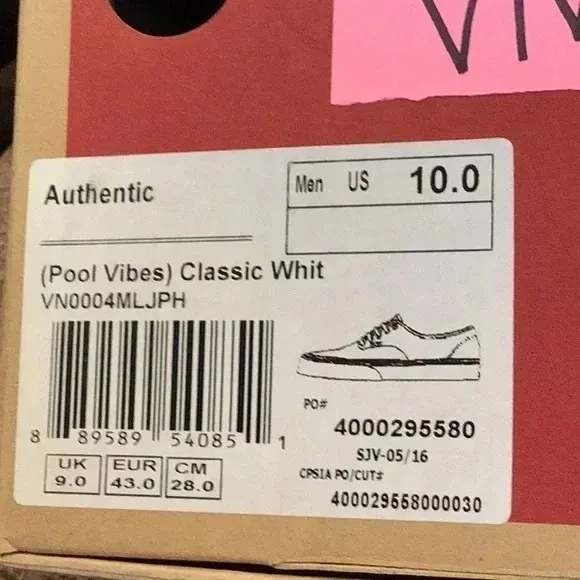 VN
Authentic
Men US 10.0
(Pool Vibes) Classic Whit
VN0004MLJPH
8 89589 54085 1
UK 9.0
EUR 43.0
CM 28.0
PO#
4000295580
SJV-05/16
CPSIA PO/CUT#
400029558000030